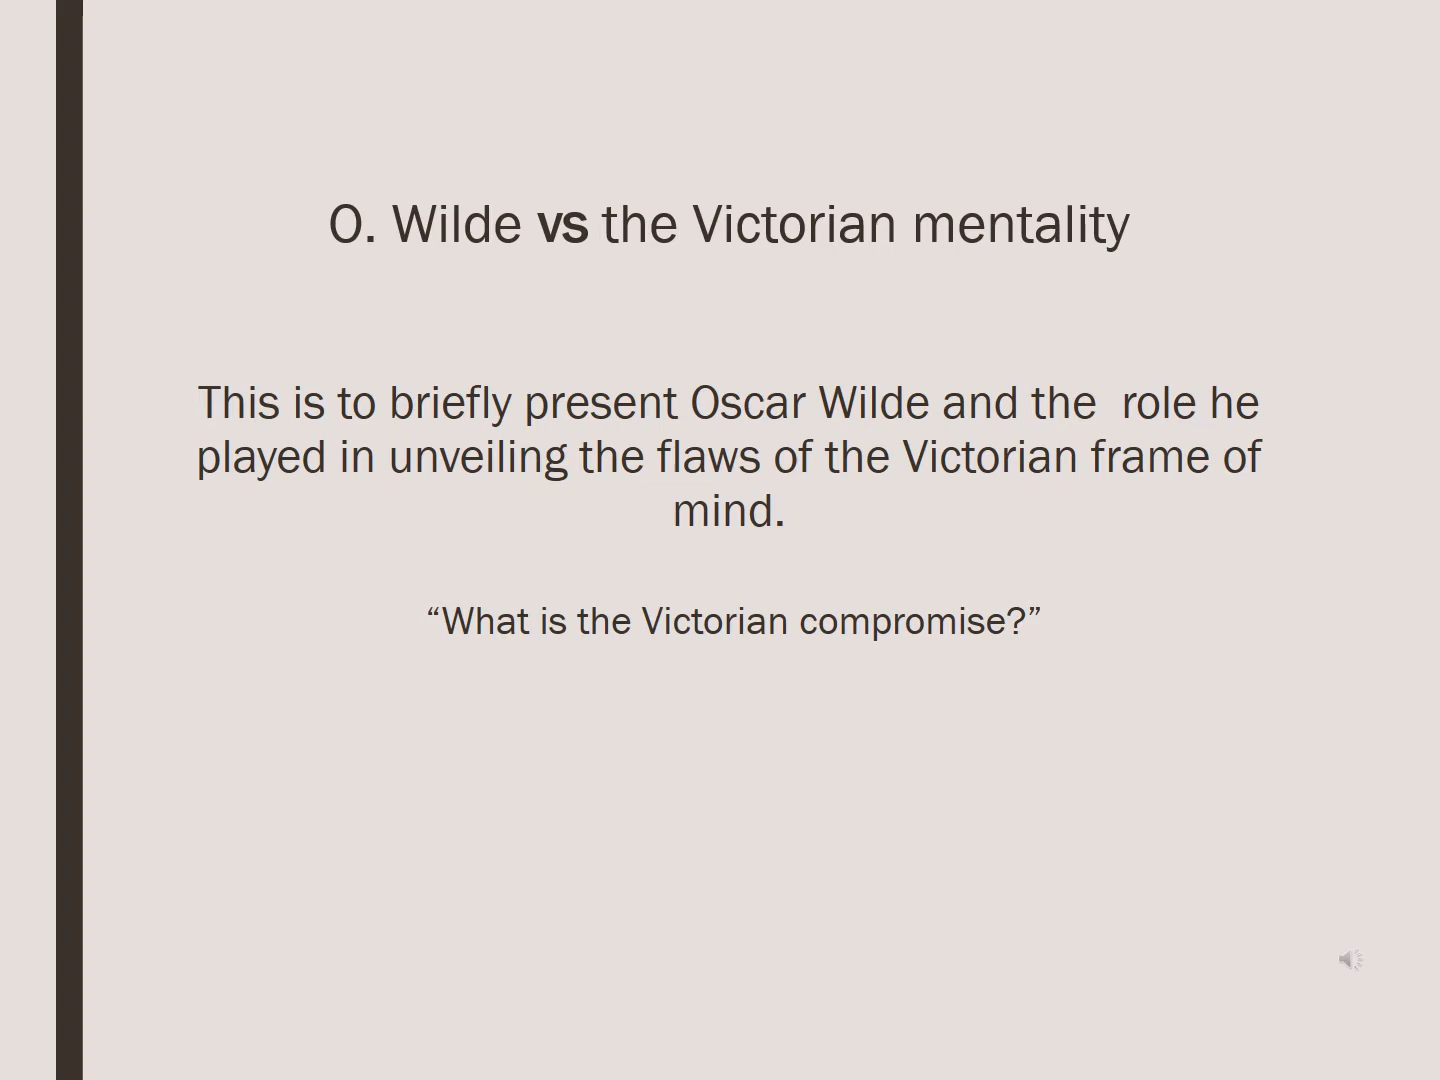 O. Wilde vs the Victorian mentality
This is to briefly present Oscar Wilde and the  role he
played in unveiling the flaws of the Victorian frame of
mind.
“What is the Victorian compromise?”